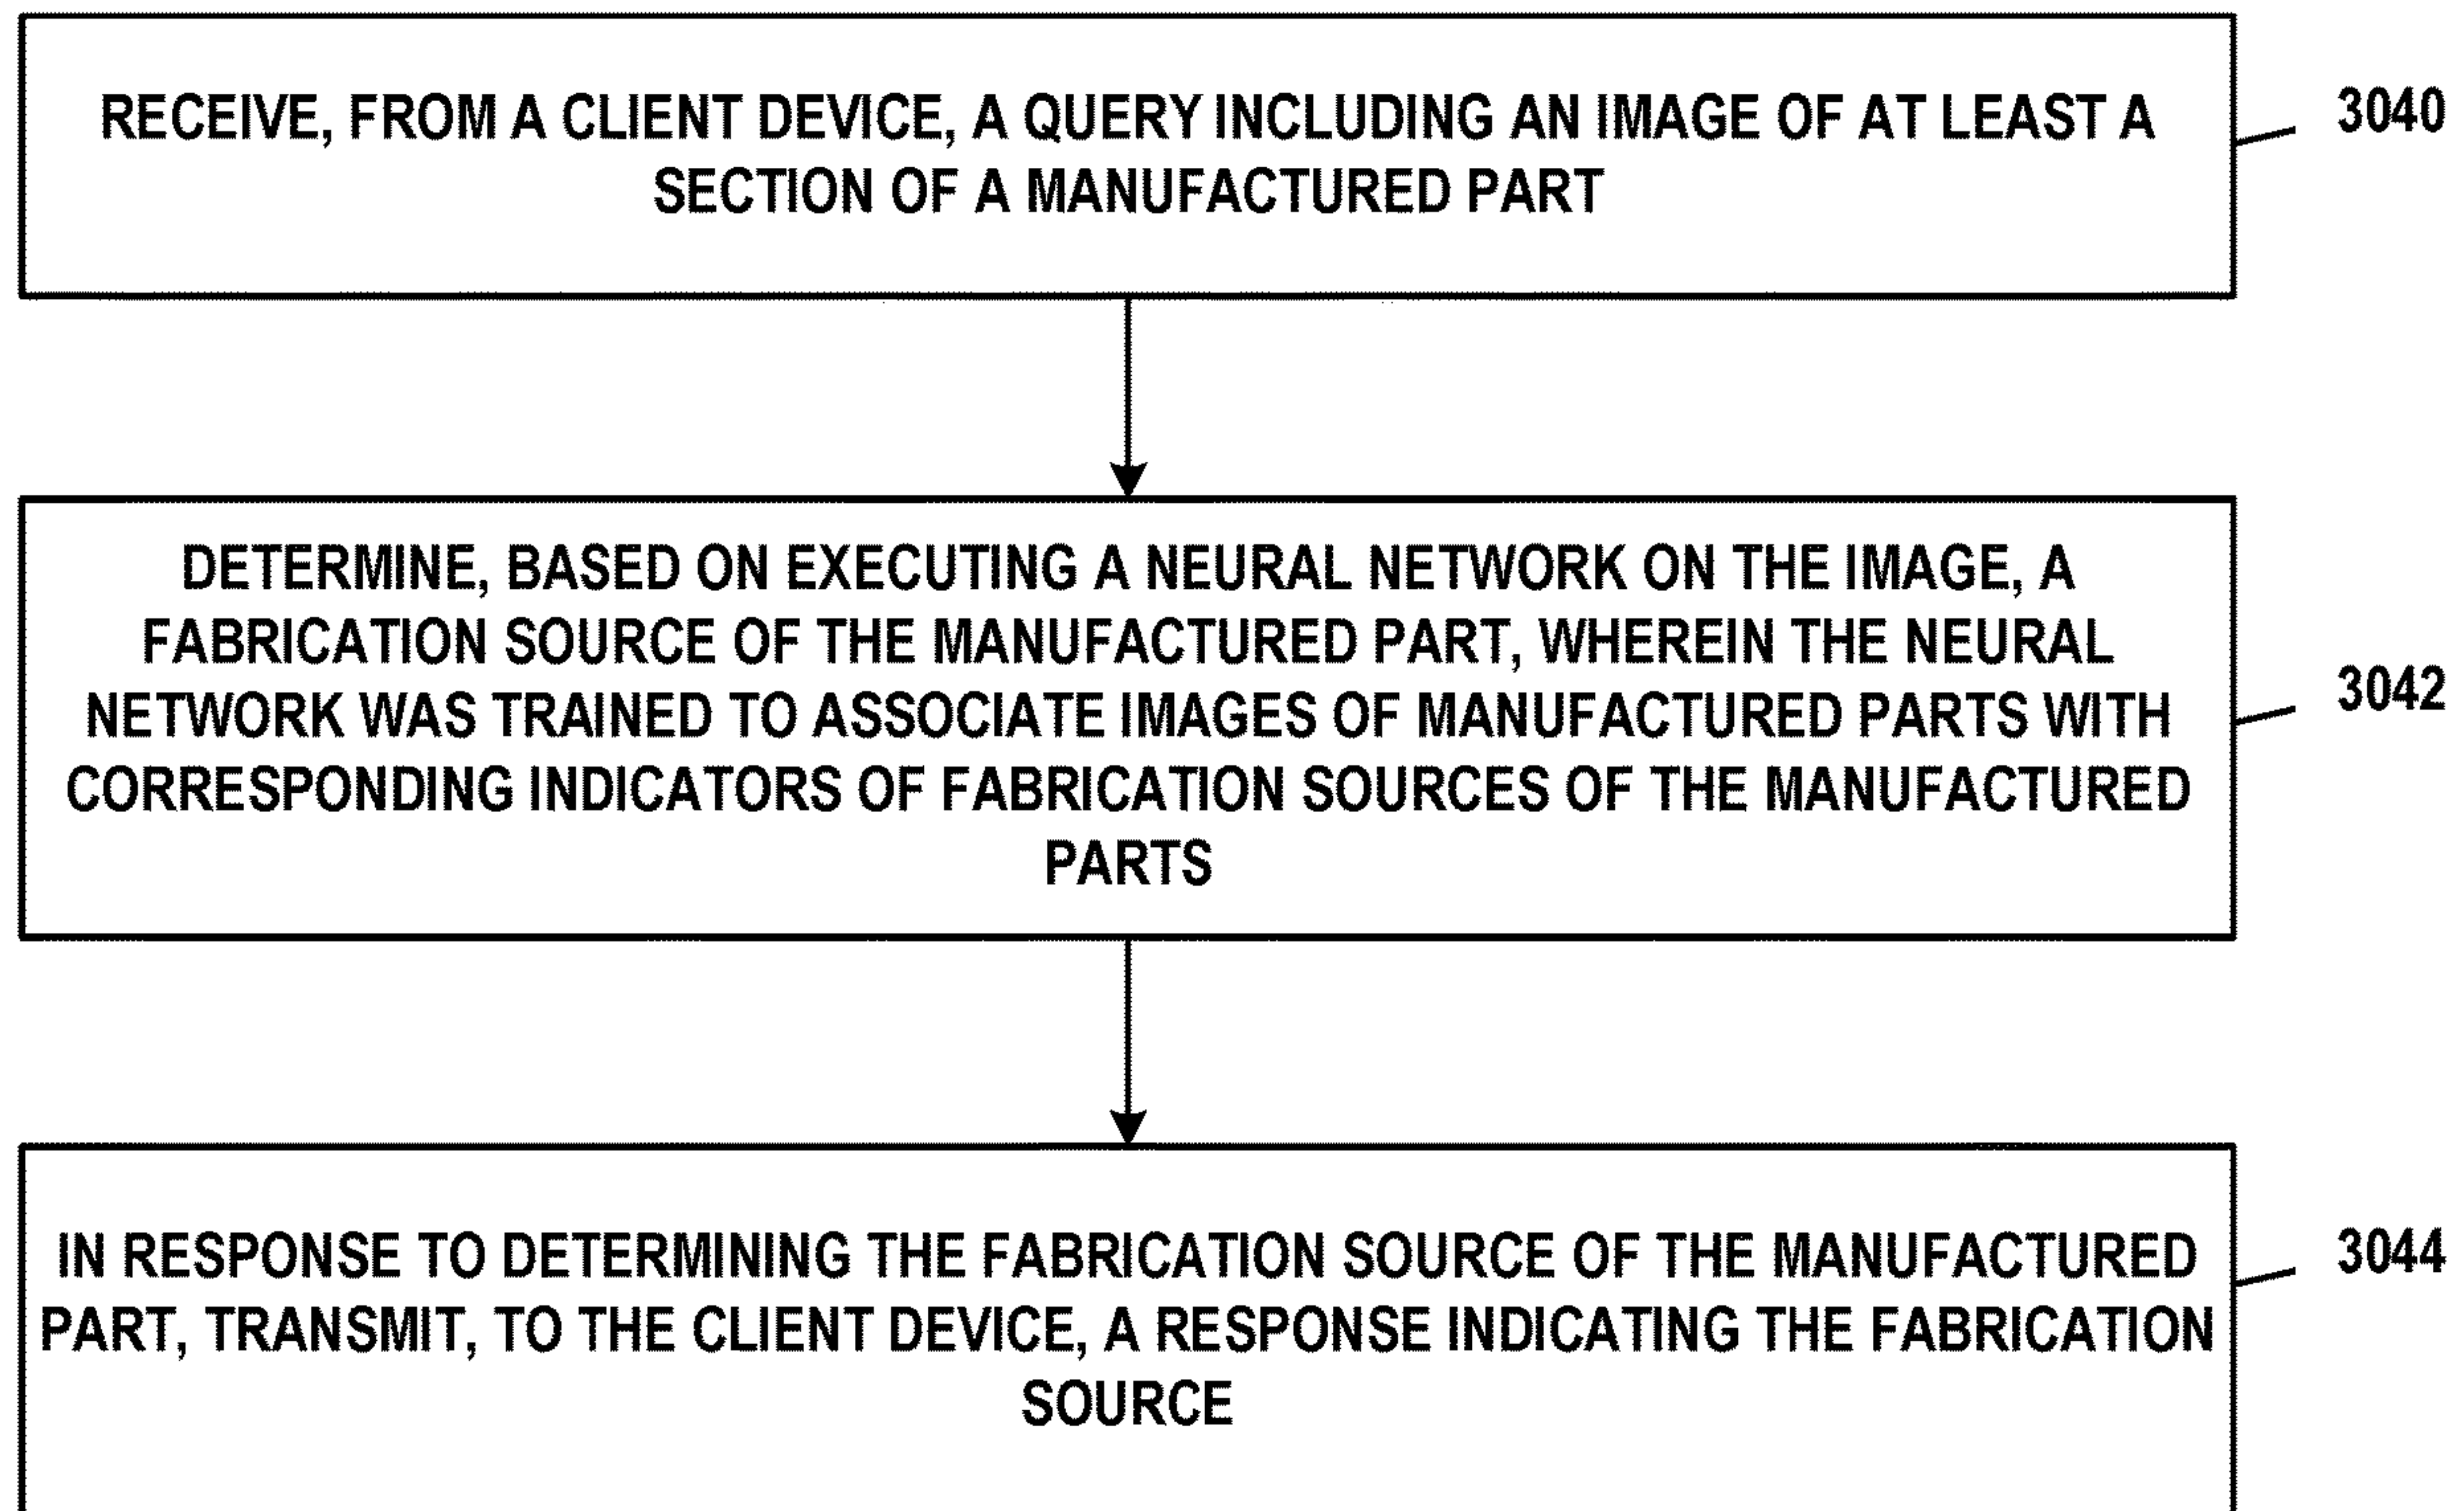 RECEIVE, FROM A CLIENT DEVICE, A QUERY INCLUDING AN IMAGE OF AT LEAST A
SECTION OF A MANUFACTURED PART
3040
DETERMINE, BASED ON EXECUTING A NEURAL NETWORK ON THE IMAGE, A
FABRICATION SOURCE OF THE MANUFACTURED PART, WHEREIN THE NEURAL
NETWORK WAS TRAINED TO ASSOCIATE IMAGES OF MANUFACTURED PARTS WITH
CORRESPONDING INDICATORS OF FABRICATION SOURCES OF THE MANUFACTURED
PARTS
3042
IN RESPONSE TO DETERMINING THE FABRICATION SOURCE OF THE MANUFACTURED
PART, TRANSMIT, TO THE CLIENT DEVICE, A RESPONSE INDICATING THE FABRICATION
SOURCE
3044